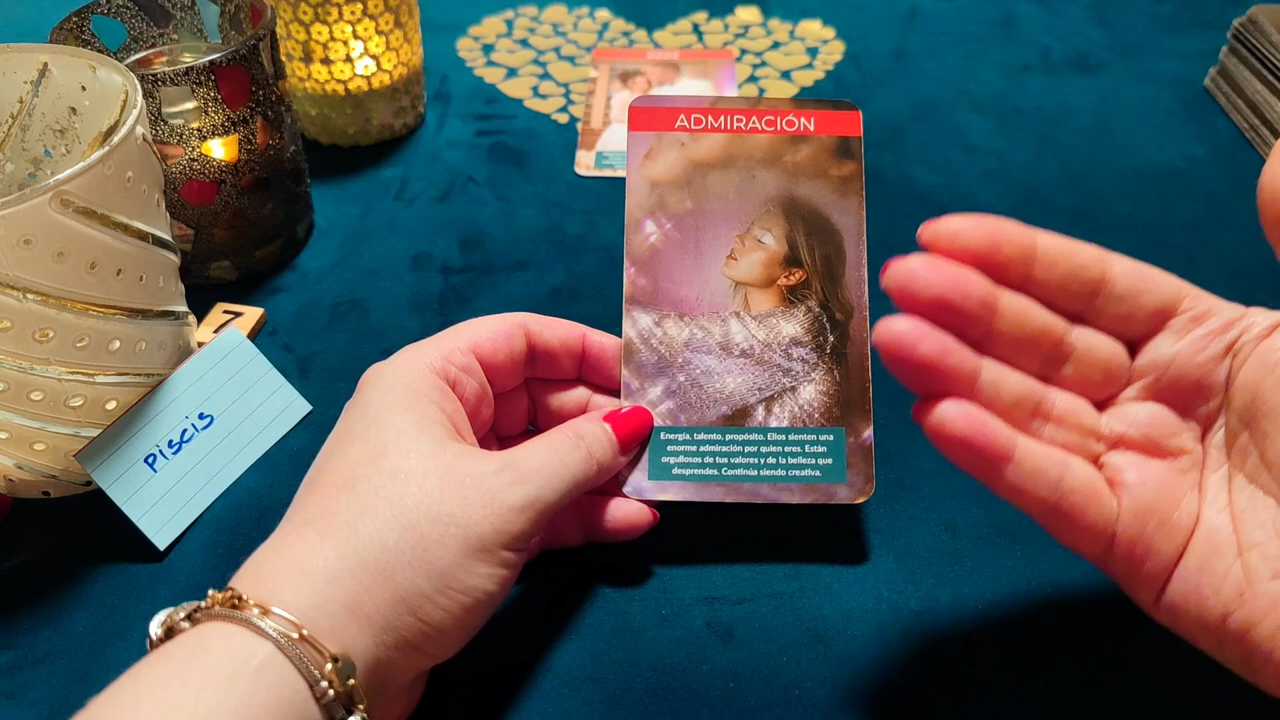 ADMIRACIÓN
Energía, talento, propósito. Ellos sienten una
enorme admiración por quien eres. Están
orgullosos de tus valores y de la belleza que
desprendes. Continúa siendo creativa.
7
Piscis